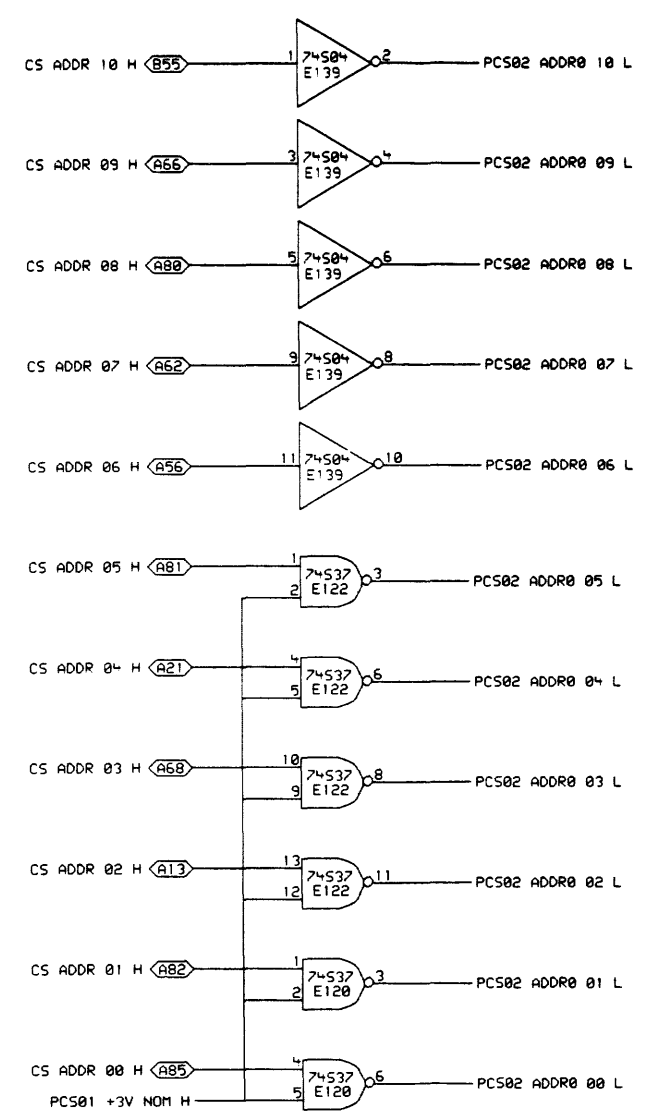 CS ADDR 10 H B55 1 74S04 E139 2 PCS02 ADDR0 10 L
CS ADDR 09 H A66 3 74S04 E139 4 PCS02 ADDR0 09 L
CS ADDR 08 H A80 5 74S04 E139 6 PCS02 ADDR0 08 L
CS ADDR 07 H A62 9 74S04 E139 8 PCS02 ADDR0 07 L
CS ADDR 06 H A56 11 74S04 E139 10 PCS02 ADDR0 06 L
CS ADDR 05 H A81 1 2 74S37 E122 3 PCS02 ADDR0 05 L
CS ADDR 04 H A21 4 5 74S37 E122 6 PCS02 ADDR0 04 L
CS ADDR 03 H A68 10 9 74S37 E122 8 PCS02 ADDR0 03 L
CS ADDR 02 H A13 13 12 74S37 E122 11 PCS02 ADDR0 02 L
CS ADDR 01 H A82 1 2 74S37 E120 3 PCS02 ADDR0 01 L
CS ADDR 00 H A85 4 74S37 E120 6 PCS02 ADDR0 00 L
PCS01 +3V NOM H 5